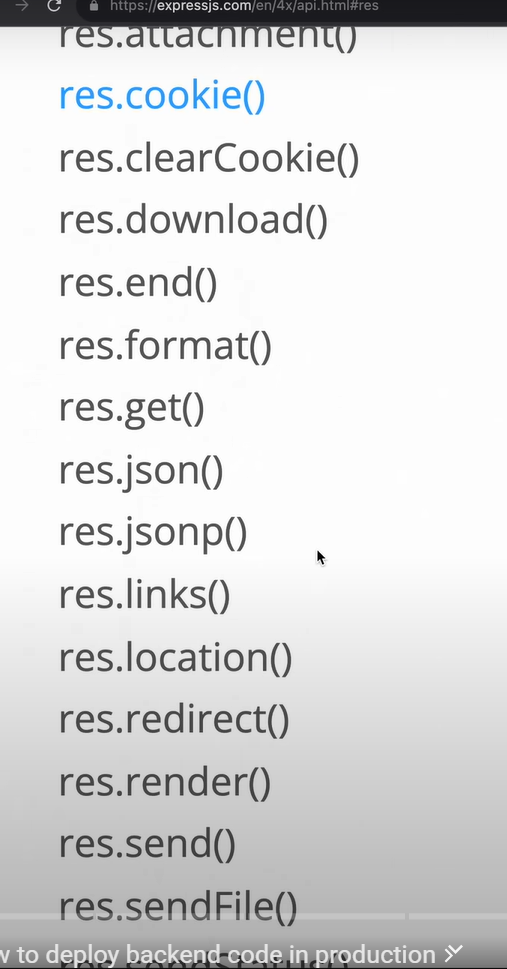 https://expressjs.com/en/4x/api.html#res
res.attachment()
res.cookie()
res.clearCookie()
res.download()
res.end()
res.format()
res.get()
res.json()
res.jsonp()
res.links()
res.location()
res.redirect()
res.render()
res.send()
res.sendFile()
w to deploy backend code in production
res.sendStatus()